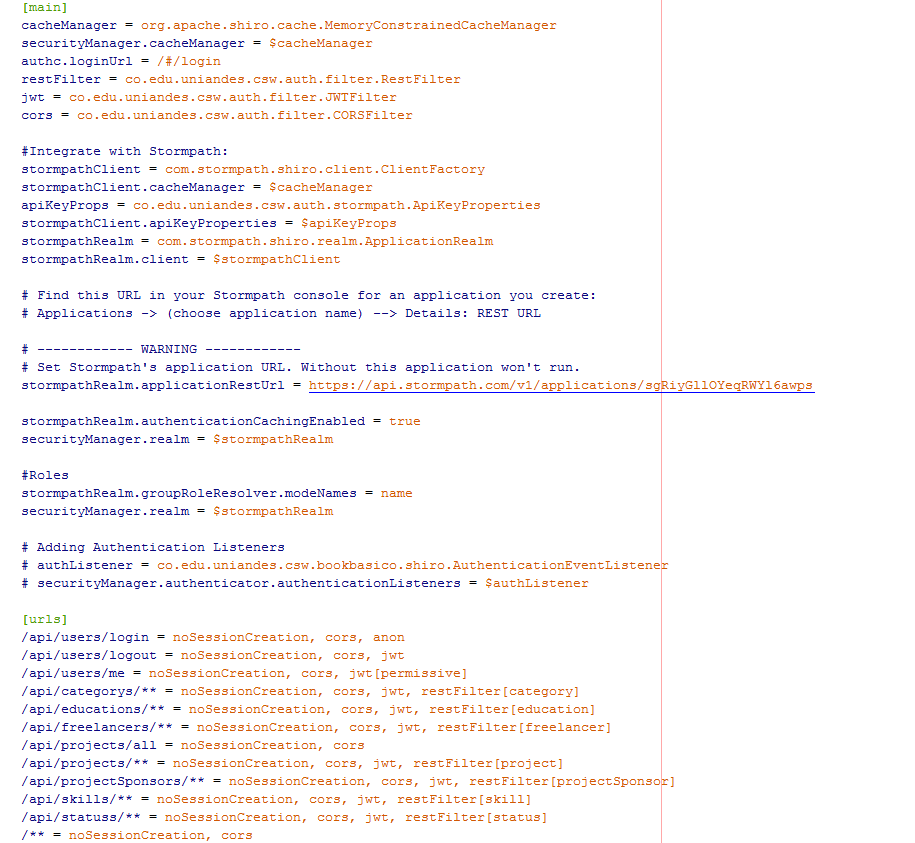 [main]
cacheManager = org.apache.shiro.cache.MemoryConstrainedCacheManager
securityManager.cacheManager = $cacheManager
authc.loginUrl = /#/login
restFilter = co.edu.uniandes.csw.auth.filter.RestFilter
jwt = co.edu.uniandes.csw.auth.filter.JWTFilter
cors = co.edu.uniandes.csw.auth.filter.CORSFilter
#Integrate with Stormpath:
stormpathClient = com.stormpath.shiro.client.ClientFactory
stormpathClient.cacheManager = $cacheManager
apiKeyProps = co.edu.uniandes.csw.auth.stormpath.ApiKeyProperties
stormpathClient.apiKeyProperties = $apiKeyProps
stormpathRealm = com.stormpath.shiro.realm.ApplicationRealm
stormpathRealm.client = $stormpathClient
# Find this URL in your Stormpath console for an application you create:
# Applications -> (choose application name) --> Details: REST URL
# ------------ WARNING ------------
# Set Stormpath's application URL. Without this application won't run.
stormpathRealm.applicationRestUrl = https://api.stormpath.com/v1/applications/sgRiyGllOYeqRWYl6awps
stormpathRealm.authenticationCachingEnabled = true
securityManager.realm = $stormpathRealm
#Roles
stormpathRealm.groupRoleResolver.modeNames = name
securityManager.realm = $stormpathRealm
# Adding Authentication Listeners
# authListener = co.edu.uniandes.csw.bookbasico.shiro.AuthenticationEventListener
# securityManager.authenticator.authenticationListeners = $authListener
[urls]
/api/users/login = noSessionCreation, cors, anon
/api/users/logout = noSessionCreation, cors, jwt
/api/users/me = noSessionCreation, cors, jwt[permissive]
/api/categorys/** = noSessionCreation, cors, jwt, restFilter[category]
/api/educations/** = noSessionCreation, cors, jwt, restFilter[education]
/api/freelancers/** = noSessionCreation, cors, jwt, restFilter[freelancer]
/api/projects/all = noSessionCreation, cors
/api/projects/** = noSessionCreation, cors, jwt, restFilter[project]
/api/projectSponsors/** = noSessionCreation, cors, jwt, restFilter[projectSponsor]
/api/skills/** = noSessionCreation, cors, jwt, restFilter[skill]
/api/statuss/** = noSessionCreation, cors, jwt, restFilter[status]
/** = noSessionCreation, cors